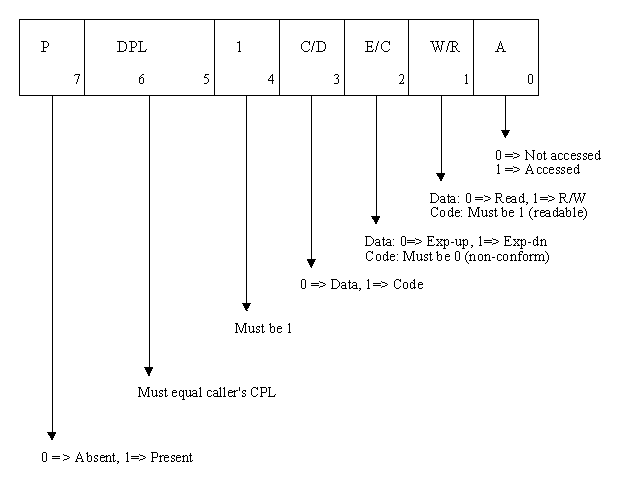 P DPL 1 C/D E/C W/R A
7 6 5 4 3 2 1 0
0 => Not accessed
1 => Accessed
Data: 0 => Read, 1=> R/W
Code: Must be 1 (readable)
Data: 0=> Exp-up, 1=> Exp-dn
Code: Must be 0 (non-conform)
0 => Data, 1=> Code
Must be 1
Must equal caller's CPL
0 => Absent, 1=> Present